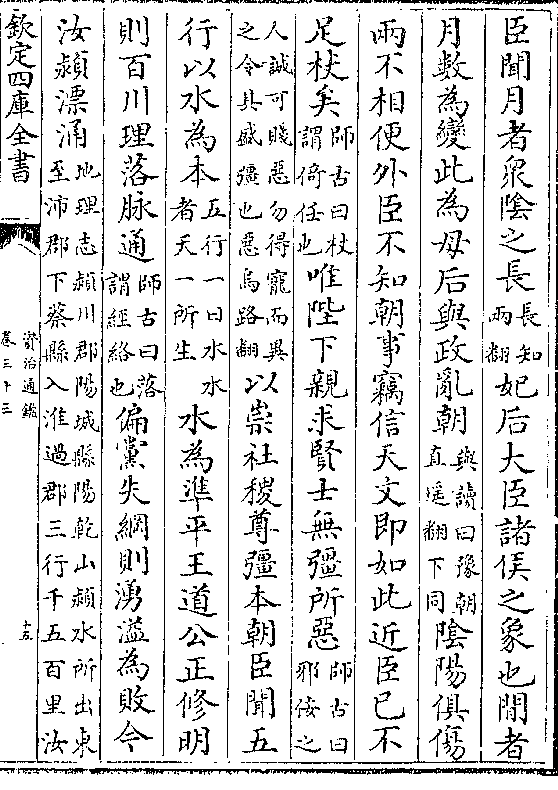 臣聞月者衆陰之長長知兩翻妃后大臣諸侯之象也間者
月數為變此為母后與政亂朝與讀曰豫朝直遥翻下同隂陽俱傷
兩不相便外臣不知朝事竊信天文即如此近臣已不
足杖矣師古曰杖謂倚任也唯陛下親求賢士無彊所惡師古曰邪佞之
人誠可賤惡勿得寵而異之令其盛彊也惡烏路翻以崇社稷尊彊本朝臣聞五
行以水為本五行一曰水水者天一所生水為準平王道公正修明
則百川理落脉通師古曰落謂經絡也偏黨失綱則湧溢為敗今
汝潁漂涌地理志潁川郡陽城縣陽乾山潁水所出東至沛郡下蔡縣入淮過郡三行千五百里汝
欽定四庫全書
資治通鑑
卷三十三
十五